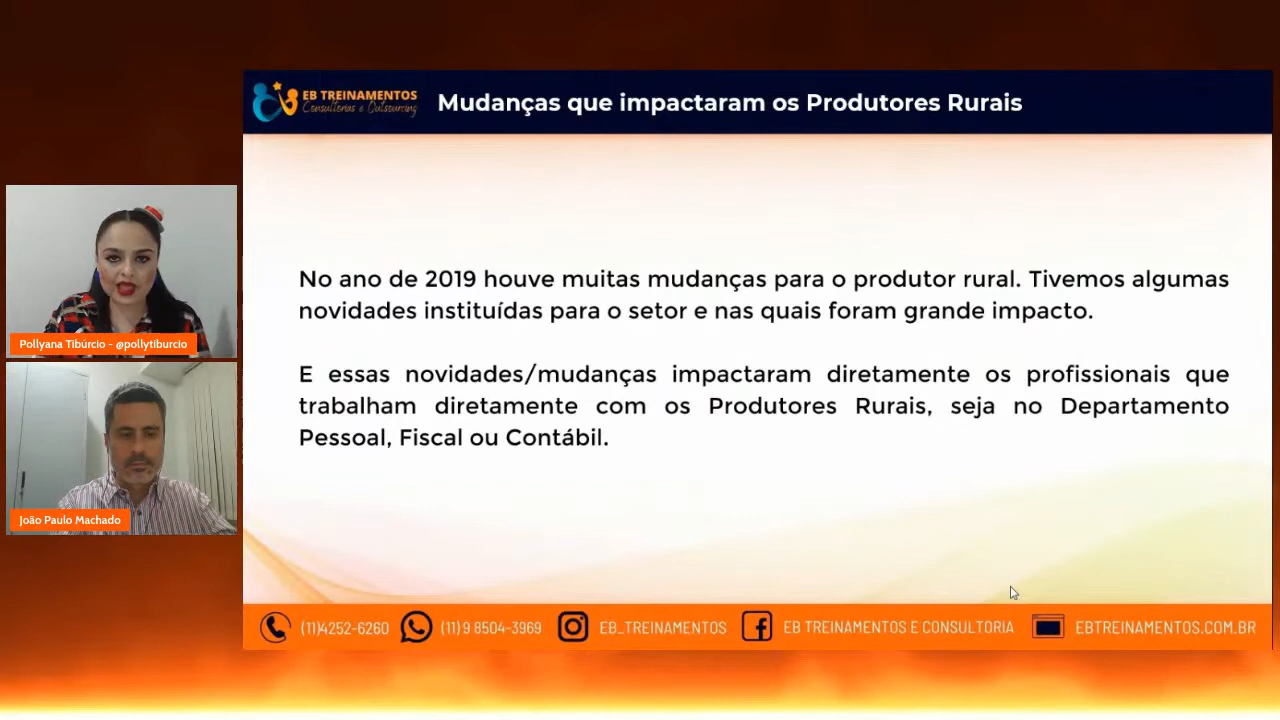 EB TREINAMENTOS
Consultorias e Outsourcing
Mudanças que impactaram os Produtores Rurais
No ano de 2019 houve muitas mudanças para o produtor rural. Tivemos algumas
novidades instituídas para o setor e nas quais foram grande impacto.
E essas novidades/mudanças impactaram diretamente os profissionais que
trabalham diretamente com os Produtores Rurais, seja no Departamento
Pessoal, Fiscal ou Contábil.
Pollyana Tibúrcio - @pollytiburcio
João Paulo Machado
(11)4252-6260
(11) 9 8504-3969
EB_TREINAMENTOS
EB TREINAMENTOS E CONSULTORIA
EBTREINAMENTOS.COM.BR